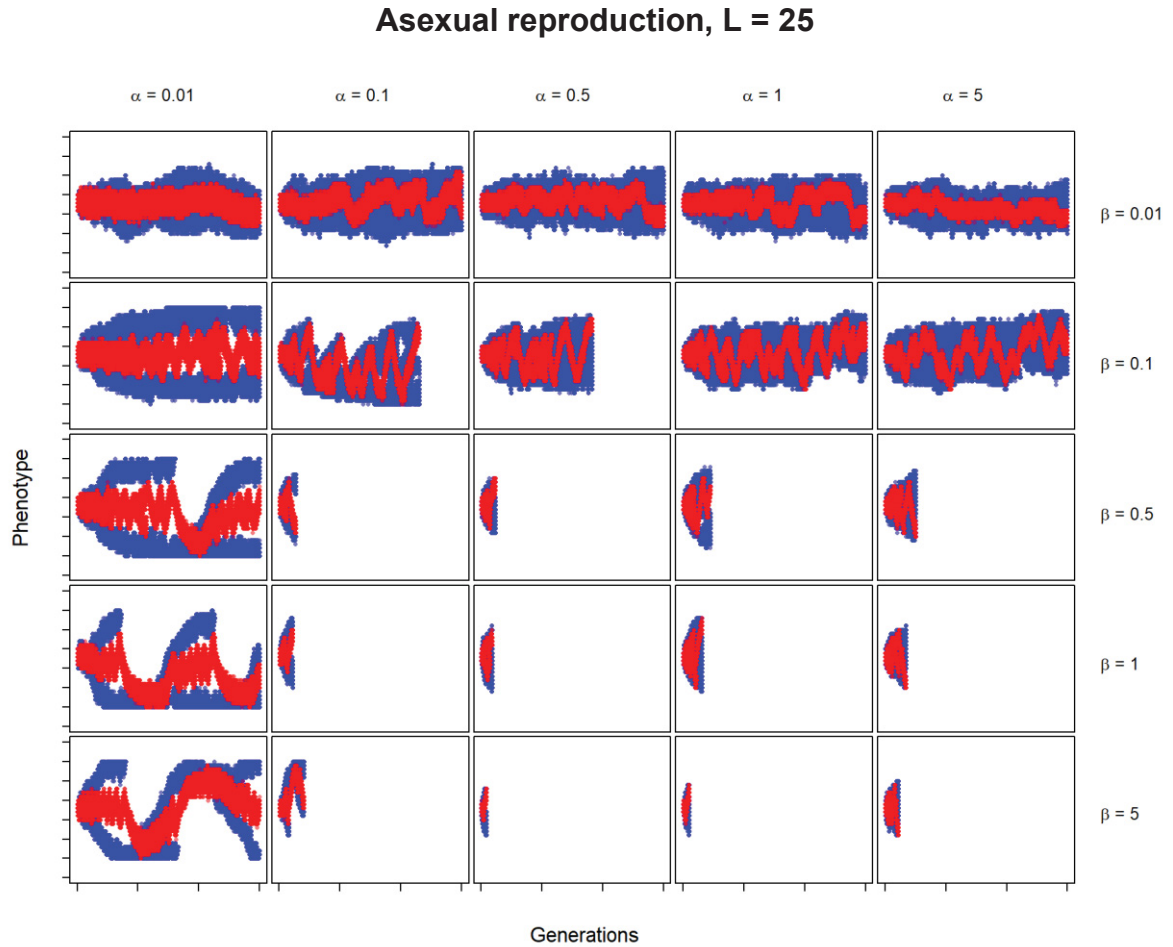 Asexual reproduction, L = 25
α = 0.01
α = 0.1
α = 0.5
α = 1
α = 5
β = 0.01
β = 0.1
β = 0.5
β = 1
β = 5
Phenotype
Generations